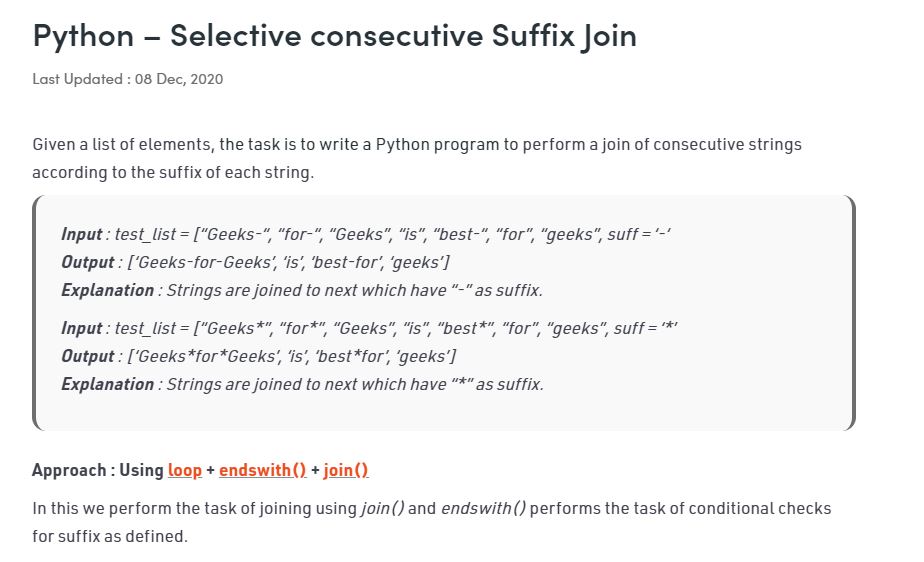 Python – Selective consecutive Suffix Join
Last Updated : 08 Dec, 2020
Given a list of elements, the task is to write a Python program to perform a join of consecutive strings
according to the suffix of each string.
Input : test_list = [“Geeks-“, “for-“, “Geeks”, “is”, “best-“, “for”, “geeks”, suff = ‘-‘
Output : [‘Geeks-for-Geeks’, ‘is’, ‘best-for’, ‘geeks’]
Explanation : Strings are joined to next which have “-” as suffix.
Input : test_list = [“Geeks*”, “for*”, “Geeks”, “is”, “best*”, “for”, “geeks”, suff = ‘*’
Output : [‘Geeks*for*Geeks’, ‘is’, ‘best*for’, ‘geeks’]
Explanation : Strings are joined to next which have “*” as suffix.
Approach : Using loop + endswith() + join()
In this we perform the task of joining using join() and endswith() performs the task of conditional checks
for suffix as defined.